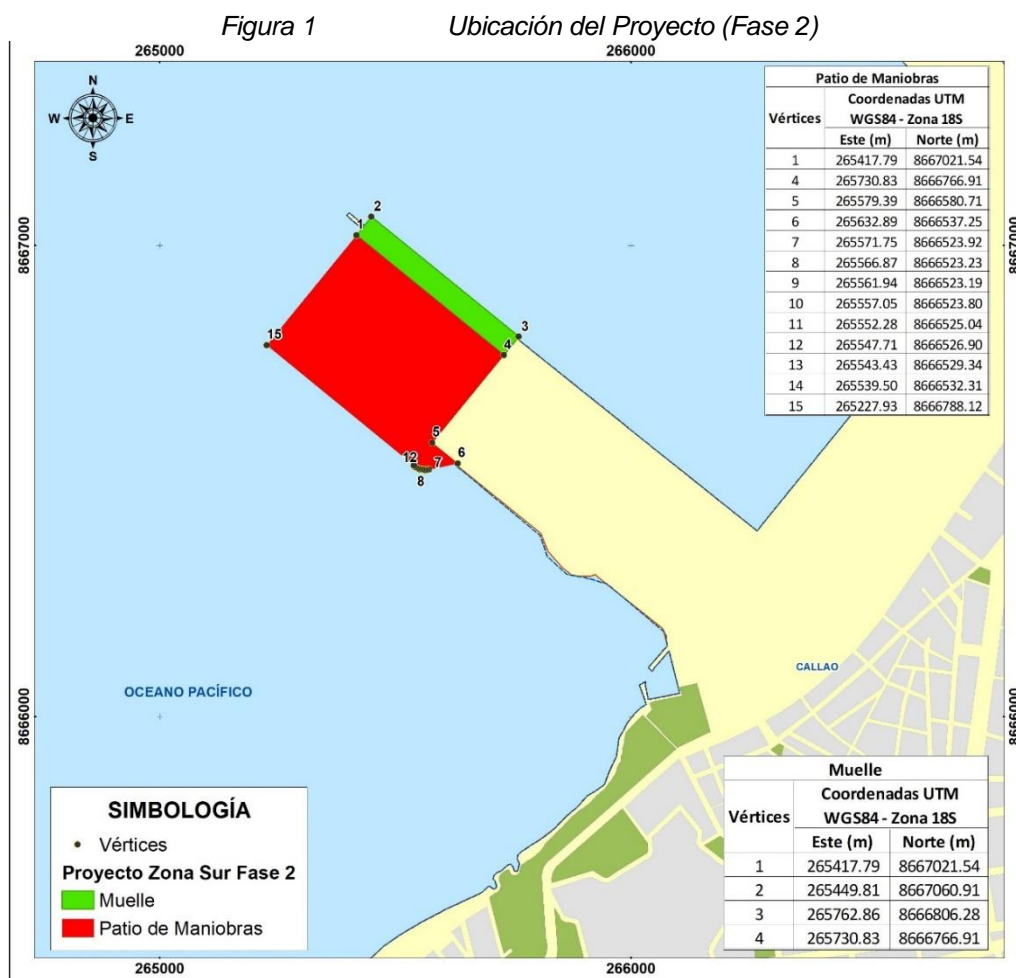 Figura 1 Ubicación del Proyecto (Fase 2)
265000 266000
N
W E
S
Patio de Maniobras
Vértices Coordenadas UTM
WGS84 - Zona 18S
Este (m) Norte (m)
1 265417.79 8667021.54
4 265730.83 8666766.91
5 265579.39 8666580.71
6 265632.89 8666537.25
7 265571.75 8666523.92
8 265566.87 8666523.23
9 265561.94 8666523.19
10 265557.05 8666523.80
11 265552.28 8666525.04
12 265547.71 8666526.90
13 265543.43 8666529.34
14 265539.50 8666532.31
15 265227.93 8666788.12
2
1
8667000 8667000
3
15
4
5
12 7 6
8
CALLAO
OCEANO PACÍFICO
8666000 8666000
SIMBOLOGÍA
Vértices
Proyecto Zona Sur Fase 2
Muelle
Patio de Maniobras
Muelle
Vértices Coordenadas UTM
WGS84 - Zona 18S
Este (m) Norte (m)
1 265417.79 8667021.54
2 265449.81 8667060.91
3 265762.86 8666806.28
4 265730.83 8666766.91
265000 266000